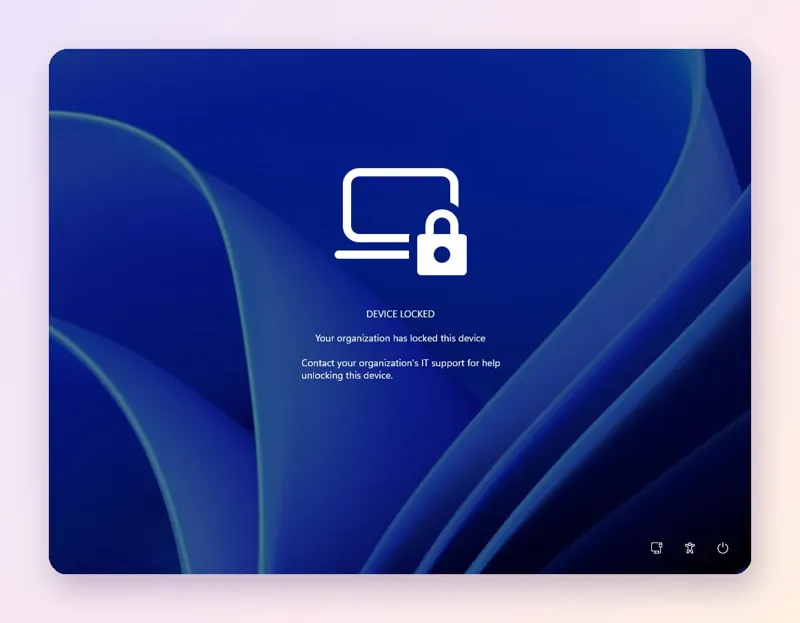 DEVICE LOCKED
Your organization has locked this device
Contact your organization's IT support for help
unlocking this device.